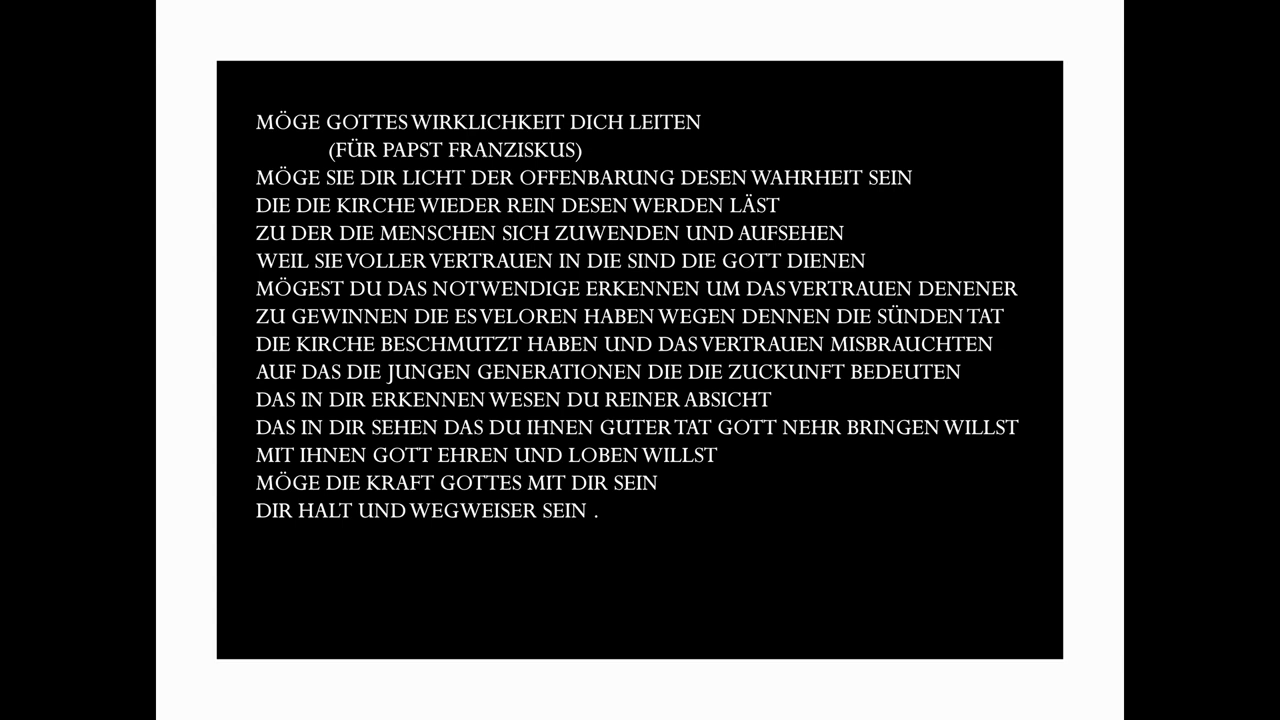 MÖGE GOTTES WIRKLICHKEIT DICH LEITEN
(FÜR PAPST FRANZISKUS)
MÖGE SIE DIR LICHT DER OFFENBARUNG DESEN WAHRHEIT SEIN
DIE DIE KIRCHE WIEDER REIN DESEN WERDEN LÄST
ZU DER DIE MENSCHEN SICH ZUWENDEN UND AUFSEHEN
WEIL SIE VOLLER VERTRAUEN IN DIE SIND DIE GOTT DIENEN
MÖGEST DU DAS NOTWENDIGE ERKENNEN UM DAS VERTRAUEN DENENER
ZU GEWINNEN DIE ES VELOREN HABEN WEGEN DENNEN DIE SÜNDEN TAT
DIE KIRCHE BESCHMUTZT HABEN UND DAS VERTRAUEN MISBRAUCHTEN
AUF DAS DIE JUNGEN GENERATIONEN DIE DIE ZUCKUNFT BEDEUTEN
DAS IN DIR ERKENNEN WESEN DU REINER ABSICHT
DAS IN DIR SEHEN DAS DU IHNEN GUTER TAT GOTT NEHR BRINGEN WILLST
MIT IHNEN GOTT EHREN UND LOBEN WILLST
MÖGE DIE KRAFT GOTTES MIT DIR SEIN
DIR HALT UND WEGWEISER SEIN .